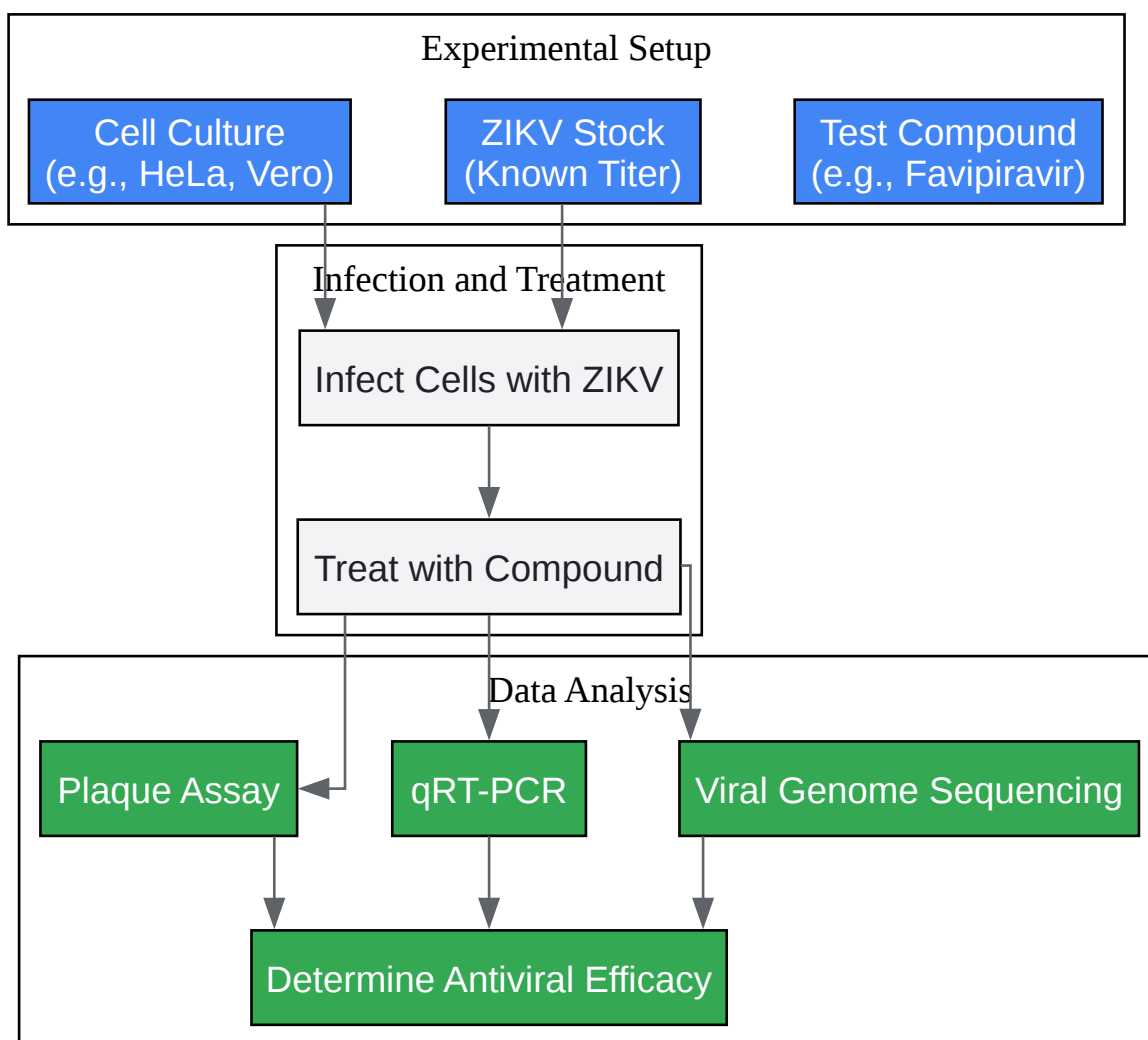 Experimental Setup
Cell Culture
(e.g., HeLa, Vero)
ZIKV Stock
(Known Titer)
Test Compound
(e.g., Favipiravir)
Infection and Treatment
Infect Cells with ZIKV
Treat with Compound
Data Analysis
Plaque Assay
qRT-PCR
Viral Genome Sequencing
Determine Antiviral Efficacy